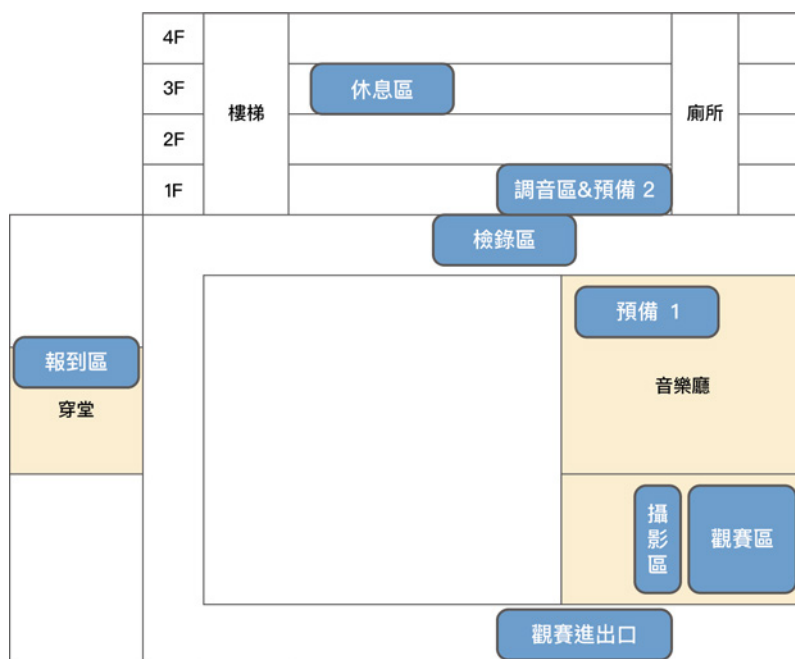 4F
3F
2F
1F
樓梯
休息區
廁所
調音區&預備 2
檢錄區
預備 1
報到區
穿堂
音樂廳
攝影區
觀賽區
觀賽進出口